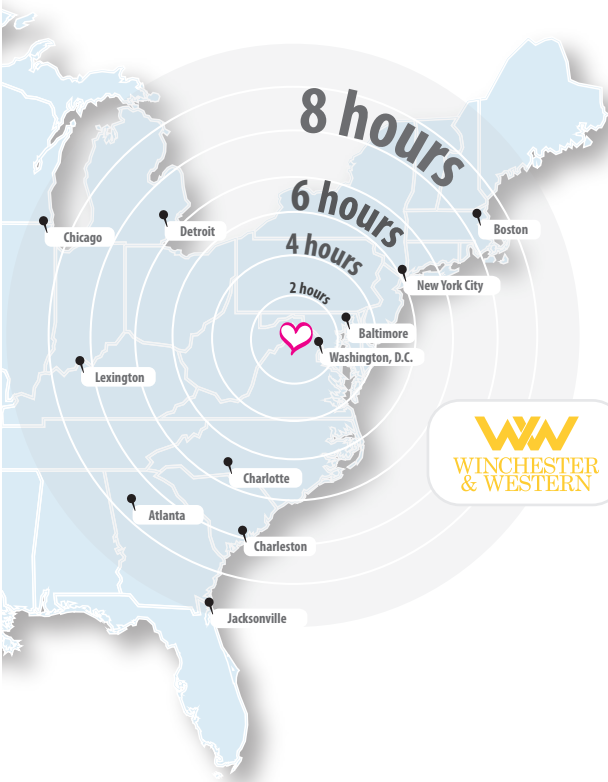 8 hours
6 hours
4 hours
2 hours
Chicago
Detroit
Boston
New York City
Baltimore
Washington, D.C.
Lexington
Charlotte
Atlanta
Charleston
Jacksonville
WW
WINCHESTER
& WESTERN